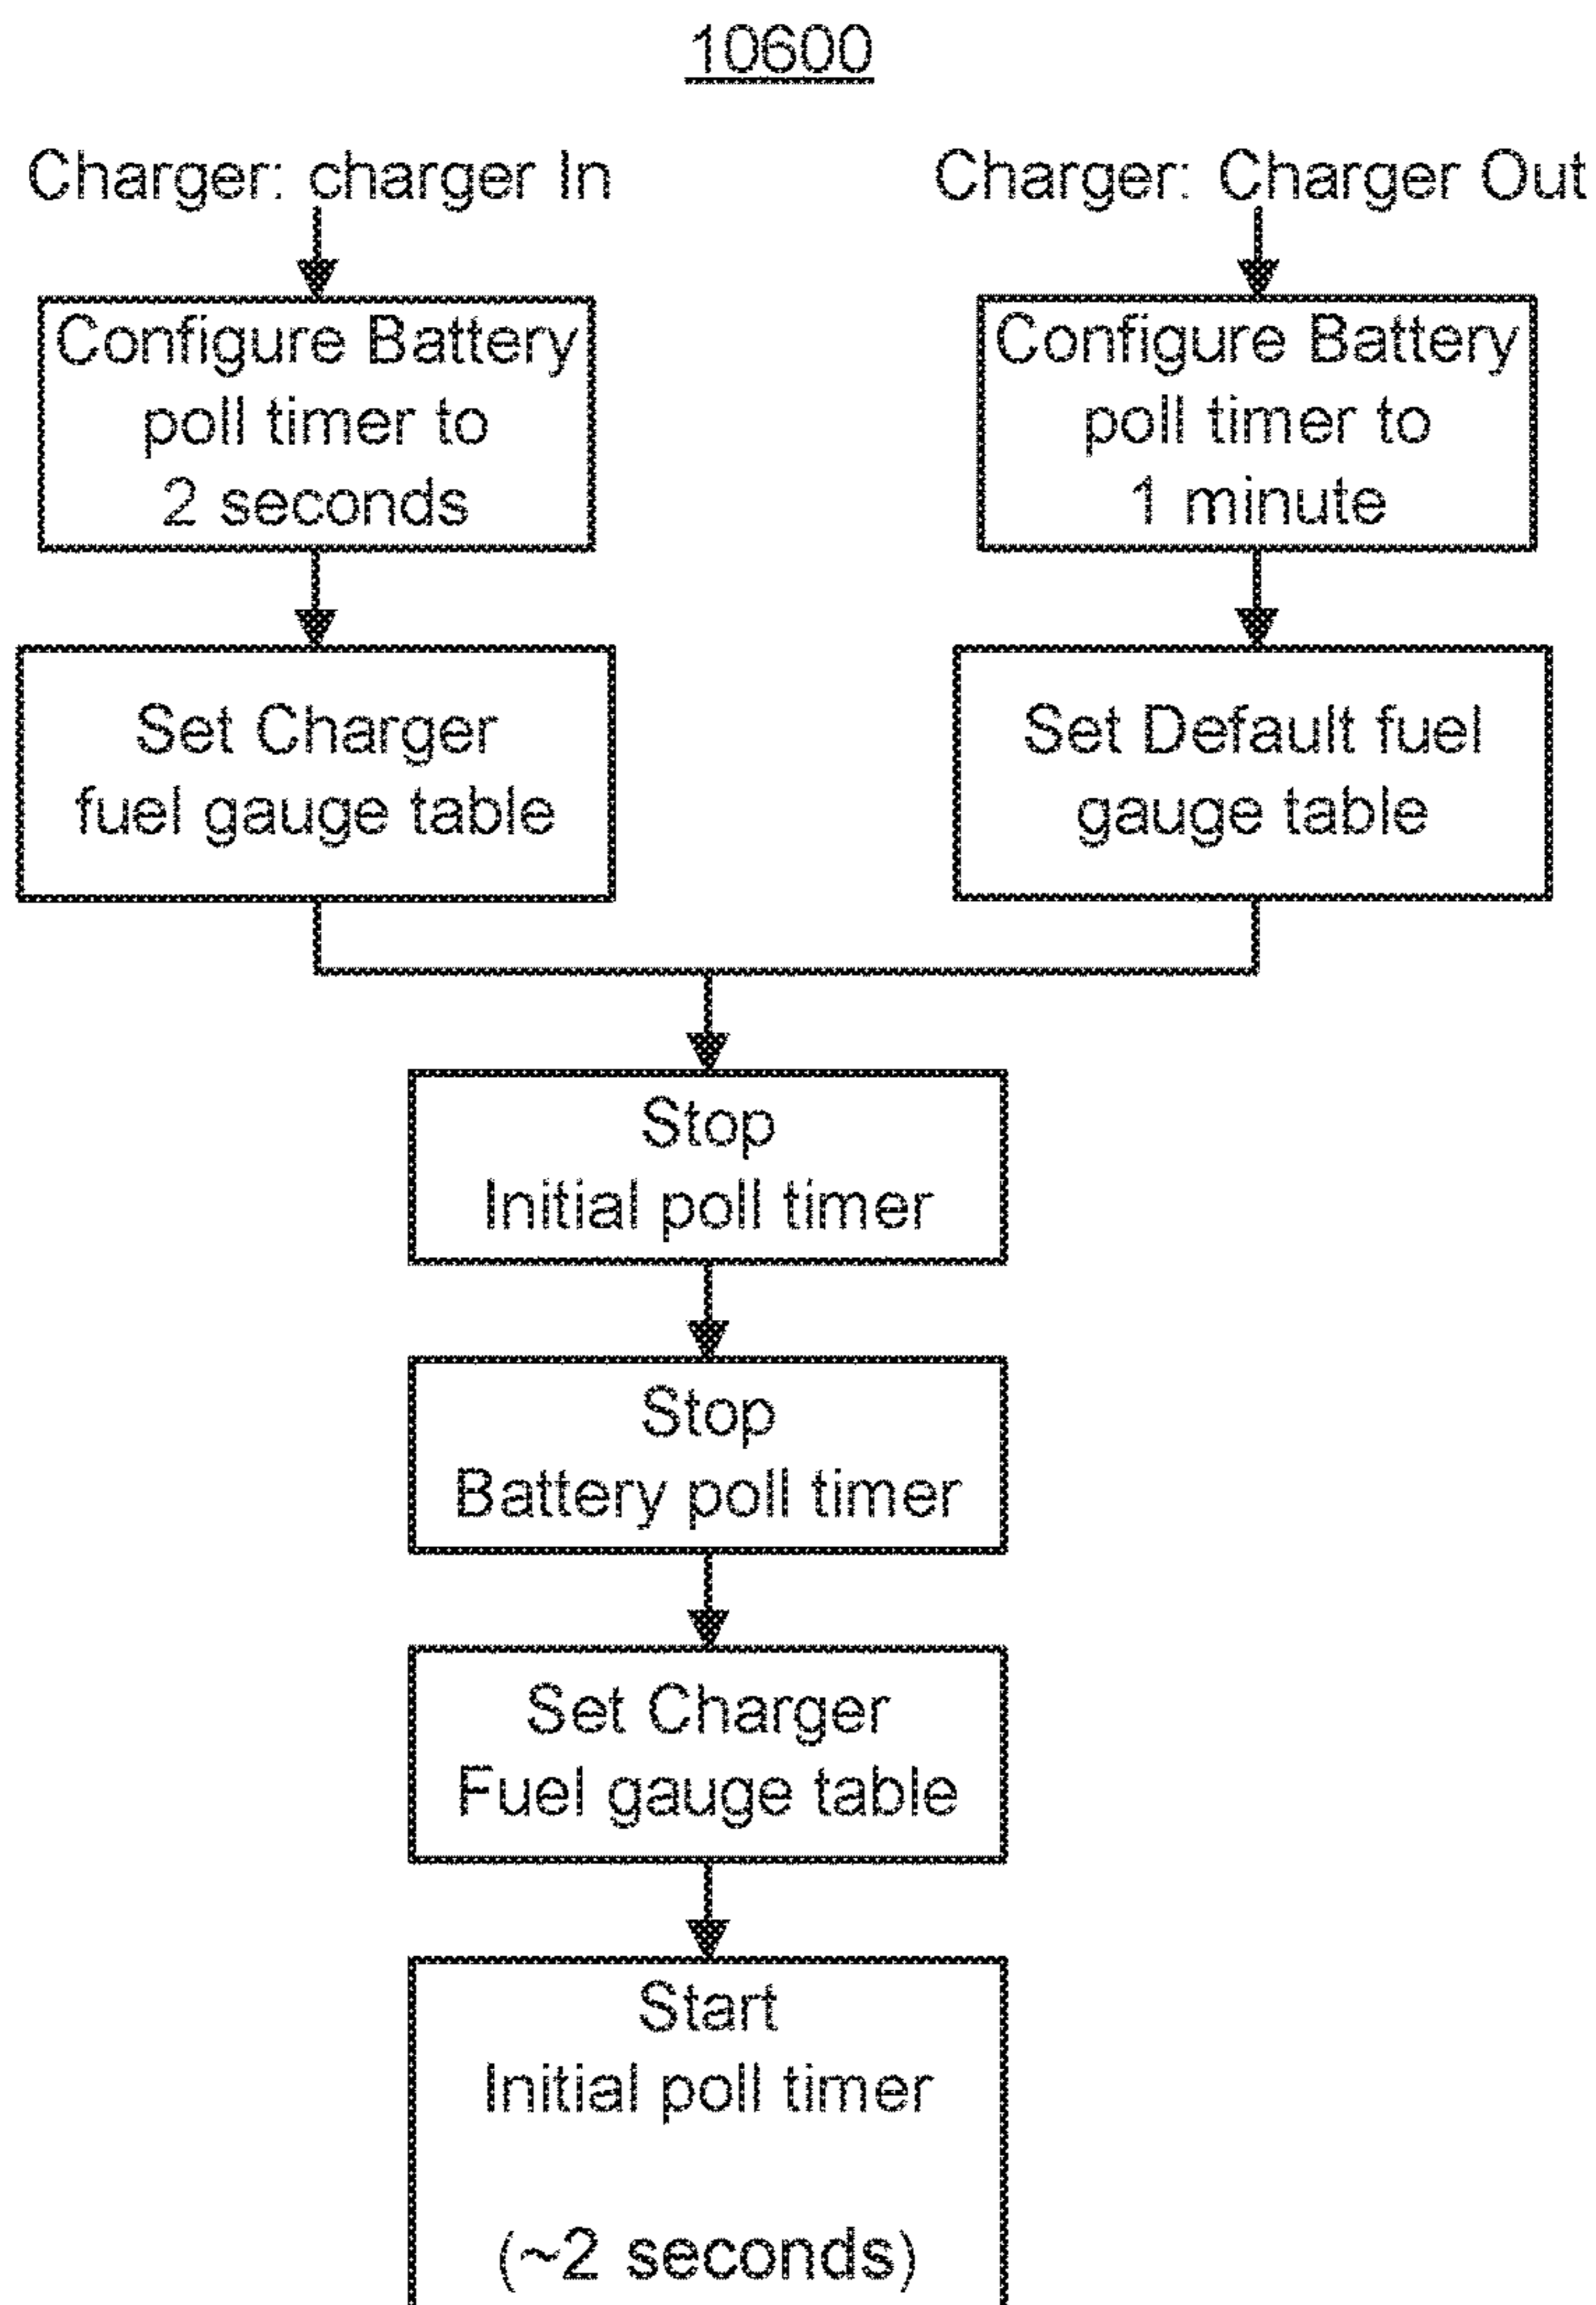 10600
Charger: charger In
Charger: Charger Out
Configure Battery
poll timer to
2 seconds
Configure Battery
poll timer to
1 minute
Set Charger
fuel gauge table
Set Default fuel
gauge table
Stop
Initial poll timer
Stop
Battery poll timer
Set Charger
Fuel gauge table
Start
Initial poll timer
(~2 seconds)